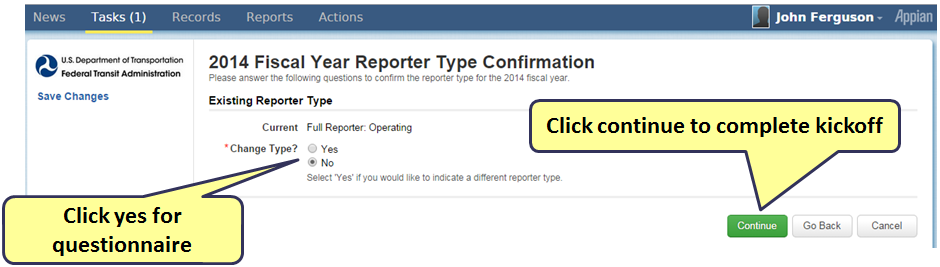 News Tasks (1) Records Reports Actions John Ferguson Appian
U.S. Department of Transportation
Federal Transit Administration
Save Changes
2014 Fiscal Year Reporter Type Confirmation
Please answer the following questions to confirm the reporter type for the 2014 fiscal year.
Existing Reporter Type
Current Full Reporter: Operating
* Change Type? Yes
No
Select 'Yes' if you would like to indicate a different reporter type.
Click continue to complete kickoff
Click yes for
questionnaire
Continue Go Back Cancel